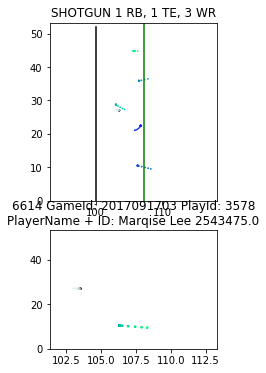 SHOTGUN 1 RB, 1 TE, 3 WR
50
40
30
20
10
0
100 110
6614 GameId: 2017091703 PlayId: 3578
PlayerName + ID: Marqise Lee 2543475.0
40
20
0
102.5 105.0 107.5 110.0 112.5